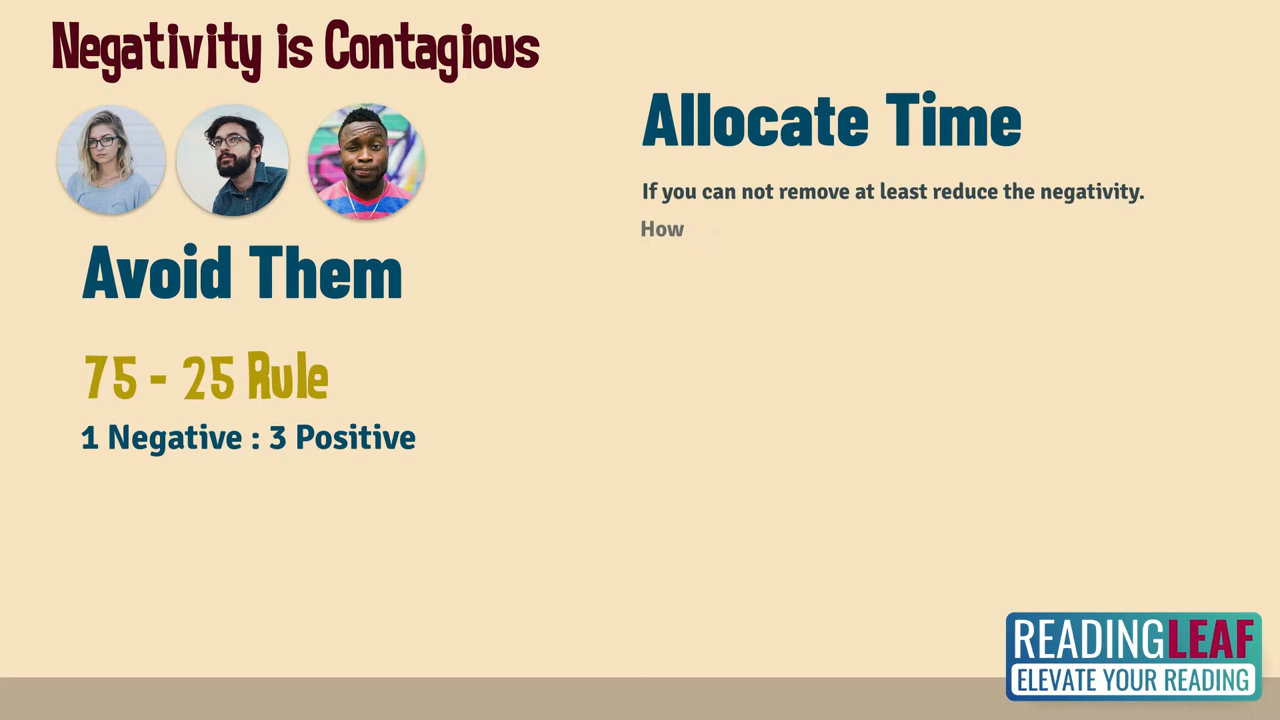 Negativity is Contagious
Avoid Them
75 - 25 Rule
1 Negative : 3 Positive
Allocate Time
If you can not remove at least reduce the negativity.
How
READINGLEAF
ELEVATE YOUR READING